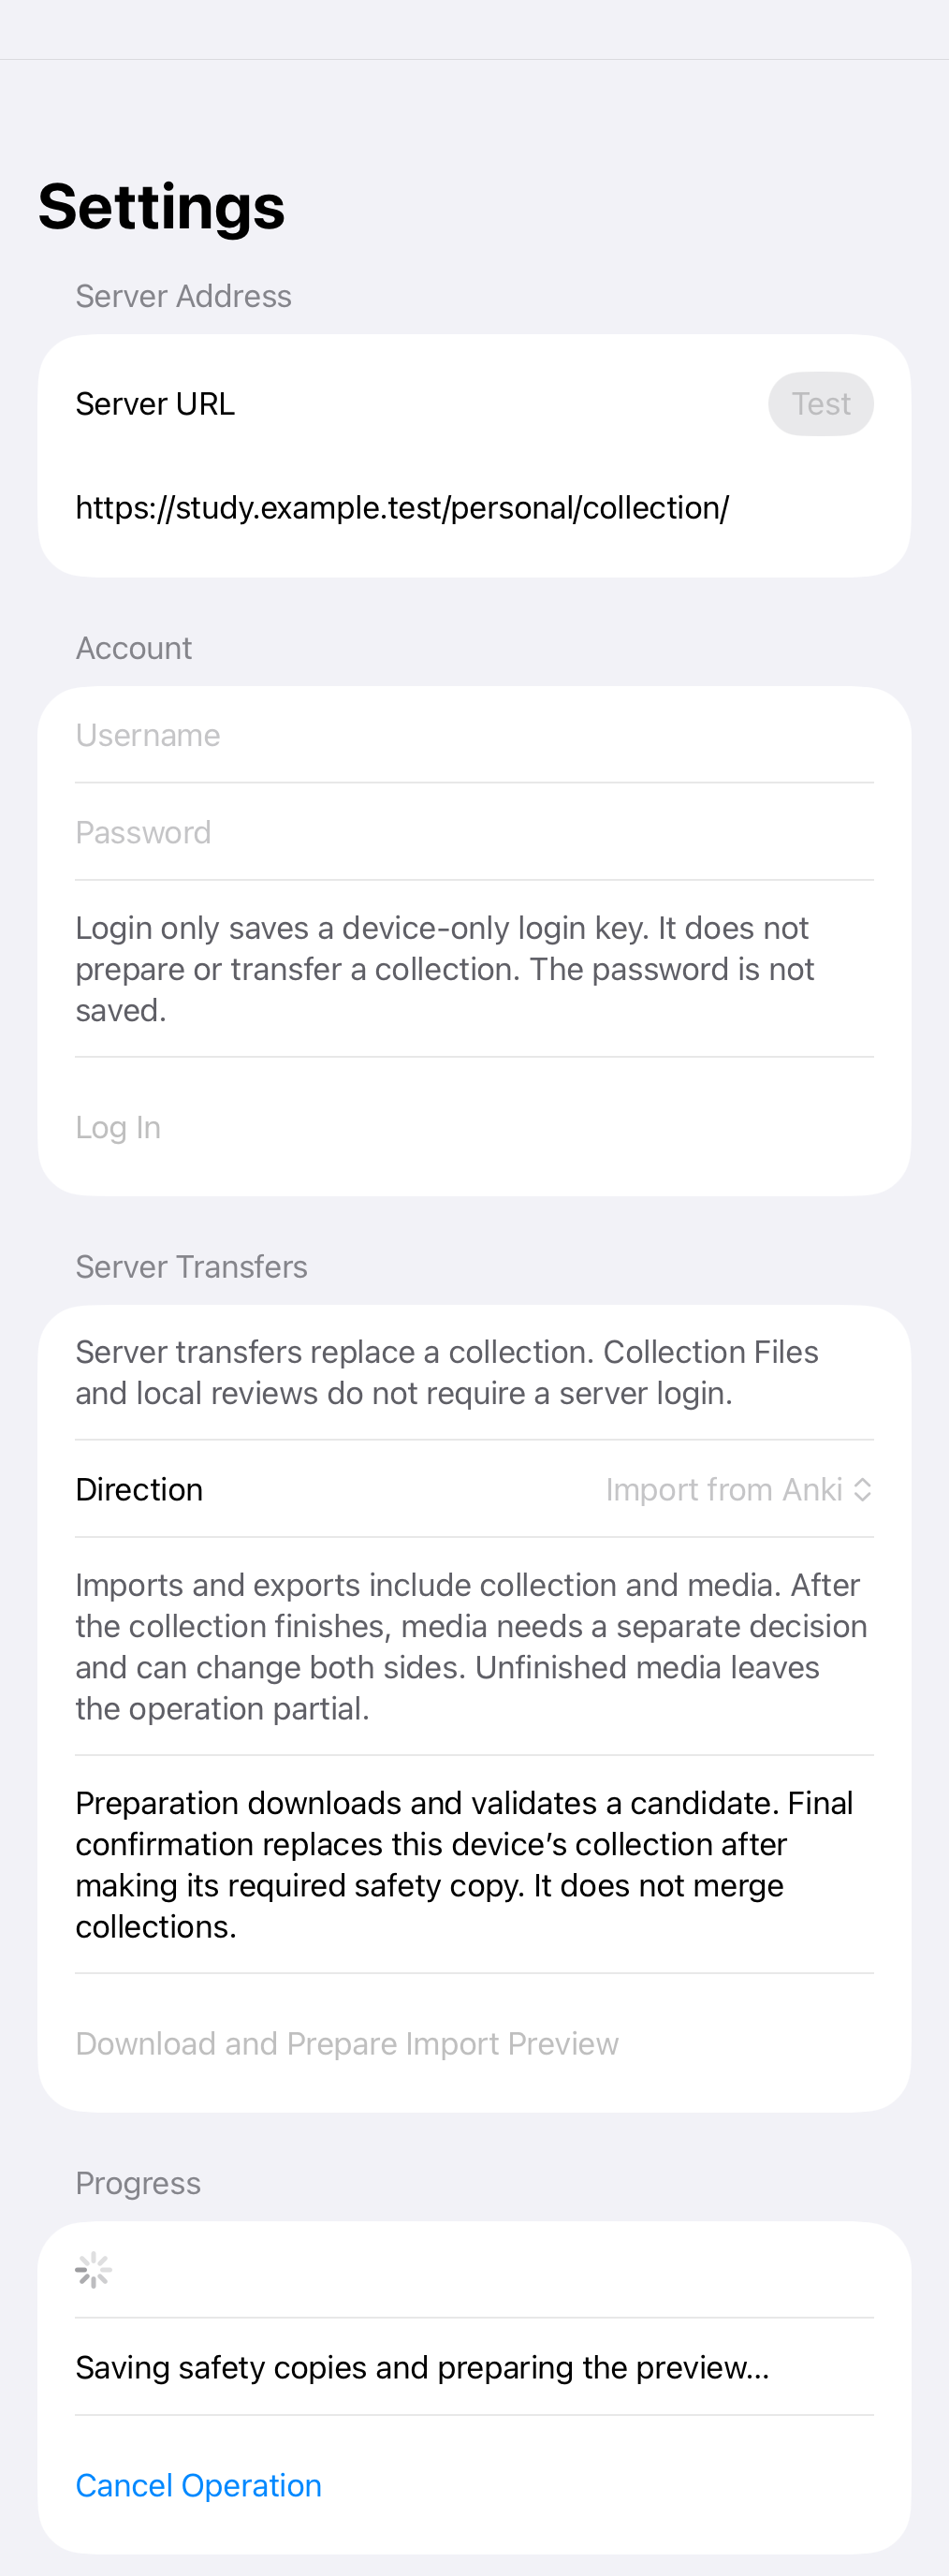 Settings
Server Address
Server URL
Test
https://study.example.test/personal/collection/
Account
Username
Password
Login only saves a device-only login key. It does not
prepare or transfer a collection. The password is not
saved.
Log In
Server Transfers
Server transfers replace a collection. Collection Files
and local reviews do not require a server login.
Direction
Import from Anki
Imports and exports include collection and media. After
the collection finishes, media needs a separate decision
and can change both sides. Unfinished media leaves
the operation partial.
Preparation downloads and validates a candidate. Final
confirmation replaces this device’s collection after
making its required safety copy. It does not merge
collections.
Download and Prepare Import Preview
Progress
Saving safety copies and preparing the preview...
Cancel Operation